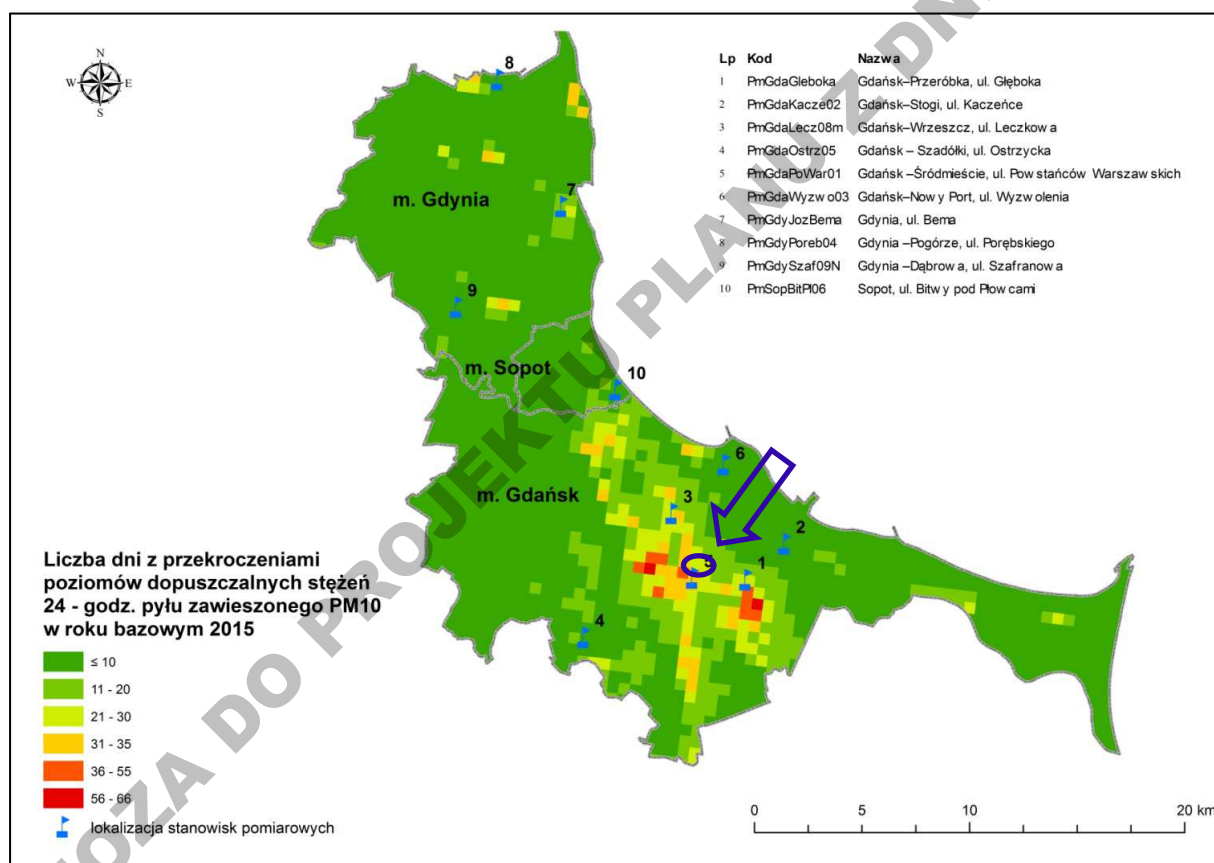 N
W E
S
8
Lp Kod Nazwa
1 PmGdaGleboka Gdańsk–Przeróbka, ul. Głęboka
2 PmGdaKacze02 Gdańsk–Stogi, ul. Kaczeńce
3 PmGdaLecz08m Gdańsk–Wrzeszcz, ul. Leczkowa
4 PmGdaOstrz05 Gdańsk – Szadółki, ul. Ostrzycka
5 PmGdaPoWar01 Gdańsk –Śródmieście, ul. Powstańców Warszawskich
6 PmGdaWyzwo03 Gdańsk–Nowy Port, ul. Wyzwolenia
7 PmGdyJozBema Gdynia, ul. Bema
8 PmGdyPoreb04 Gdynia –Pogórze, ul. Porębskiego
9 PmGdySzaf09N Gdynia –Dąbrowa, ul. Szafranowa
10 PmSopBitPl06 Sopot, ul. Bitwy pod Płowcami
7
m. Gdynia
9
m. Sopot
10
6
m. Gdańsk
3
2
5
1
4
Liczba dni z przekroczeniami
poziomów dopuszczalnych stężeń
24 - godz. pyłu zawieszonego PM10
w roku bazowym 2015
≤ 10
11 - 20
21 - 30
31 - 35
36 - 55
56 - 66
lokalizacja stanowisk pomiarowych
0 5 10 20 km
OZA DO PROJEKTU PLANU Z DNI